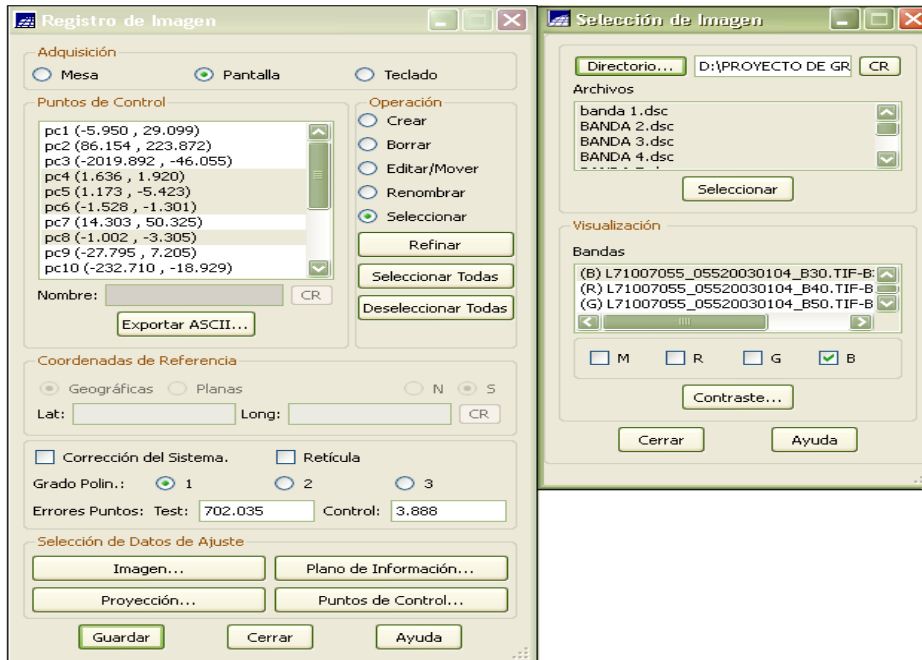 Registro de Imagen
Adquisición
Mesa
Pantalla
Teclado
Puntos de Control
pc1 (-5.950 , 29.099)
pc2 (86.154 , 223.872)
pc3 (-2019.892 , -46.055)
pc4 (1.636 , 1.920)
pc5 (1.173 , -5.423)
pc6 (-1.528 , -1.301)
pc7 (14.303 , 50.325)
pc8 (-1.002 , -3.305)
pc9 (-27.795 , 7.205)
pc10 (-232.710 , -18.929)
Nombre:
CR
Exportar ASCII...
Operación
Crear
Borrar
Editar/Mover
Renombrar
Seleccionar
Refinar
Seleccionar Todas
Deseleccionar Todas
Coordenadas de Referencia
Geográficas
Planas
N
S
Lat:
Long:
CR
Corrección del Sistema.
Retícula
Grado Polin.:
1
2
3
Errores Puntos: Test: 702.035 Control: 3.888
Selección de Datos de Ajuste
Imagen...
Plano de Información...
Proyección...
Puntos de Control...
Guardar
Cerrar
Ayuda
Selección de Imagen
Directorio...
D:\PROYECTO DE GR
CR
Archivos
banda 1.dsc
BANDA 2.dsc
BANDA 3.dsc
BANDA 4.dsc
Seleccionar
Visualización
Bandas
(B) L71007055_05520030104_B30.TIF-B
(R) L71007055_05520030104_B40.TIF-B
(G) L71007055_05520030104_B50.TIF-B
M
R
G
B
Contraste...
Cerrar
Ayuda